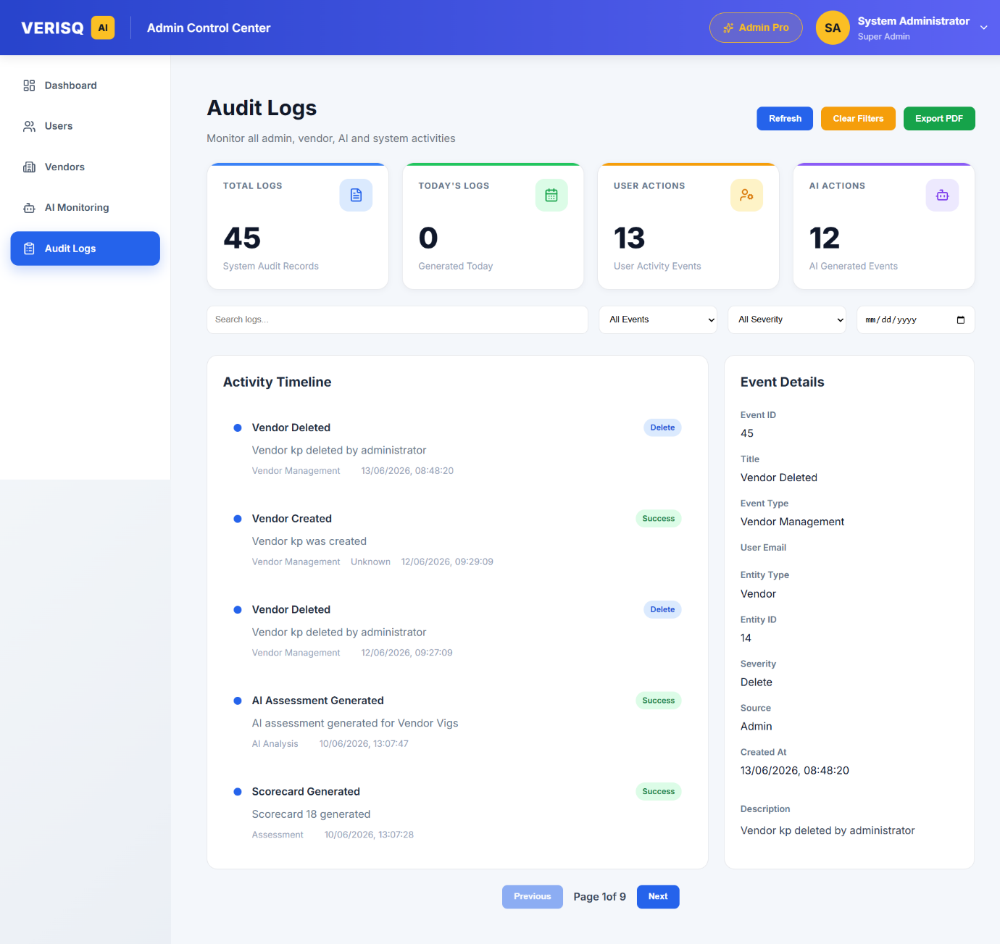 VERISQ AI
Admin Control Center
Admin Pro
SA
System Administrator
Super Admin
Dashboard
Users
Vendors
AI Monitoring
Audit Logs
Audit Logs
Monitor all admin, vendor, AI and system activities
Refresh
Clear Filters
Export PDF
TOTAL LOGS
45
System Audit Records
TODAY'S LOGS
0
Generated Today
USER ACTIONS
13
User Activity Events
AI ACTIONS
12
AI Generated Events
Search logs...
All Events
All Severity
mm/dd/yyyy
Activity Timeline
Vendor Deleted
Delete
Vendor kp deleted by administrator
Vendor Management 13/06/2026, 08:48:20
Vendor Created
Success
Vendor kp was created
Vendor Management Unknown 12/06/2026, 09:29:09
Vendor Deleted
Delete
Vendor kp deleted by administrator
Vendor Management 12/06/2026, 09:27:09
AI Assessment Generated
Success
AI assessment generated for Vendor Vigs
AI Analysis 10/06/2026, 13:07:47
Scorecard Generated
Success
Scorecard 18 generated
Assessment 10/06/2026, 13:07:28
Event Details
Event ID
45
Title
Vendor Deleted
Event Type
Vendor Management
User Email
Entity Type
Vendor
Entity ID
14
Severity
Delete
Source
Admin
Created At
13/06/2026, 08:48:20
Description
Vendor kp deleted by administrator
Previous
Page 1of 9
Next